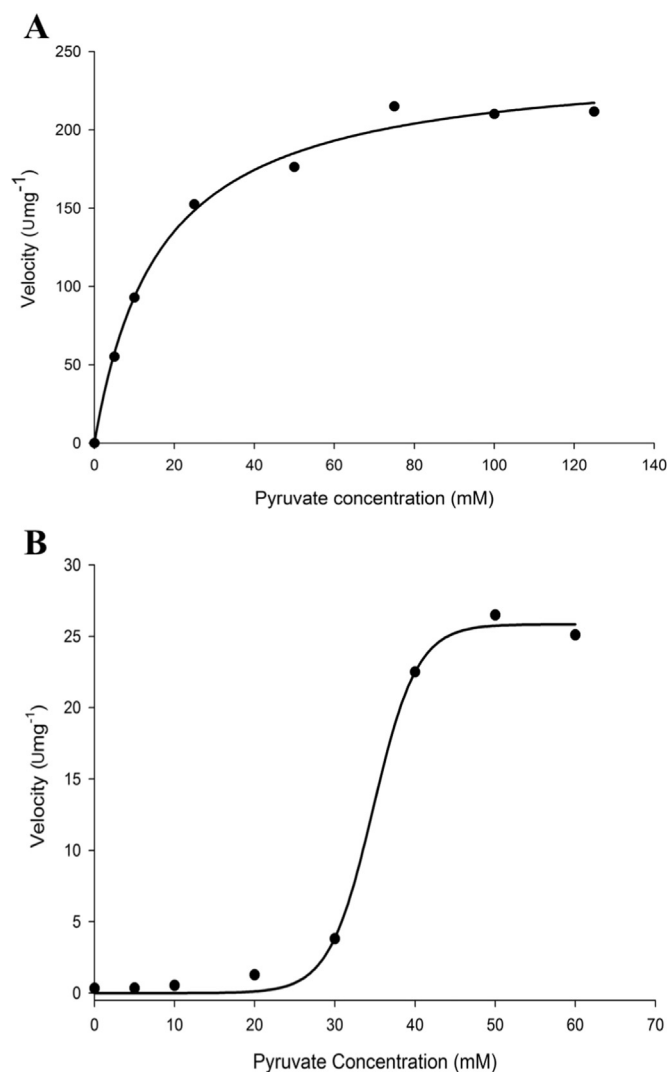 A
250
200
150
100
50
0
Velocity (Umg-1)
0 20 40 60 80 100 120 140
Pyruvate concentration (mM)
B
30
25
20
15
10
5
0
Velocity (Umg-1)
0 10 20 30 40 50 60 70
Pyruvate Concentration (mM)